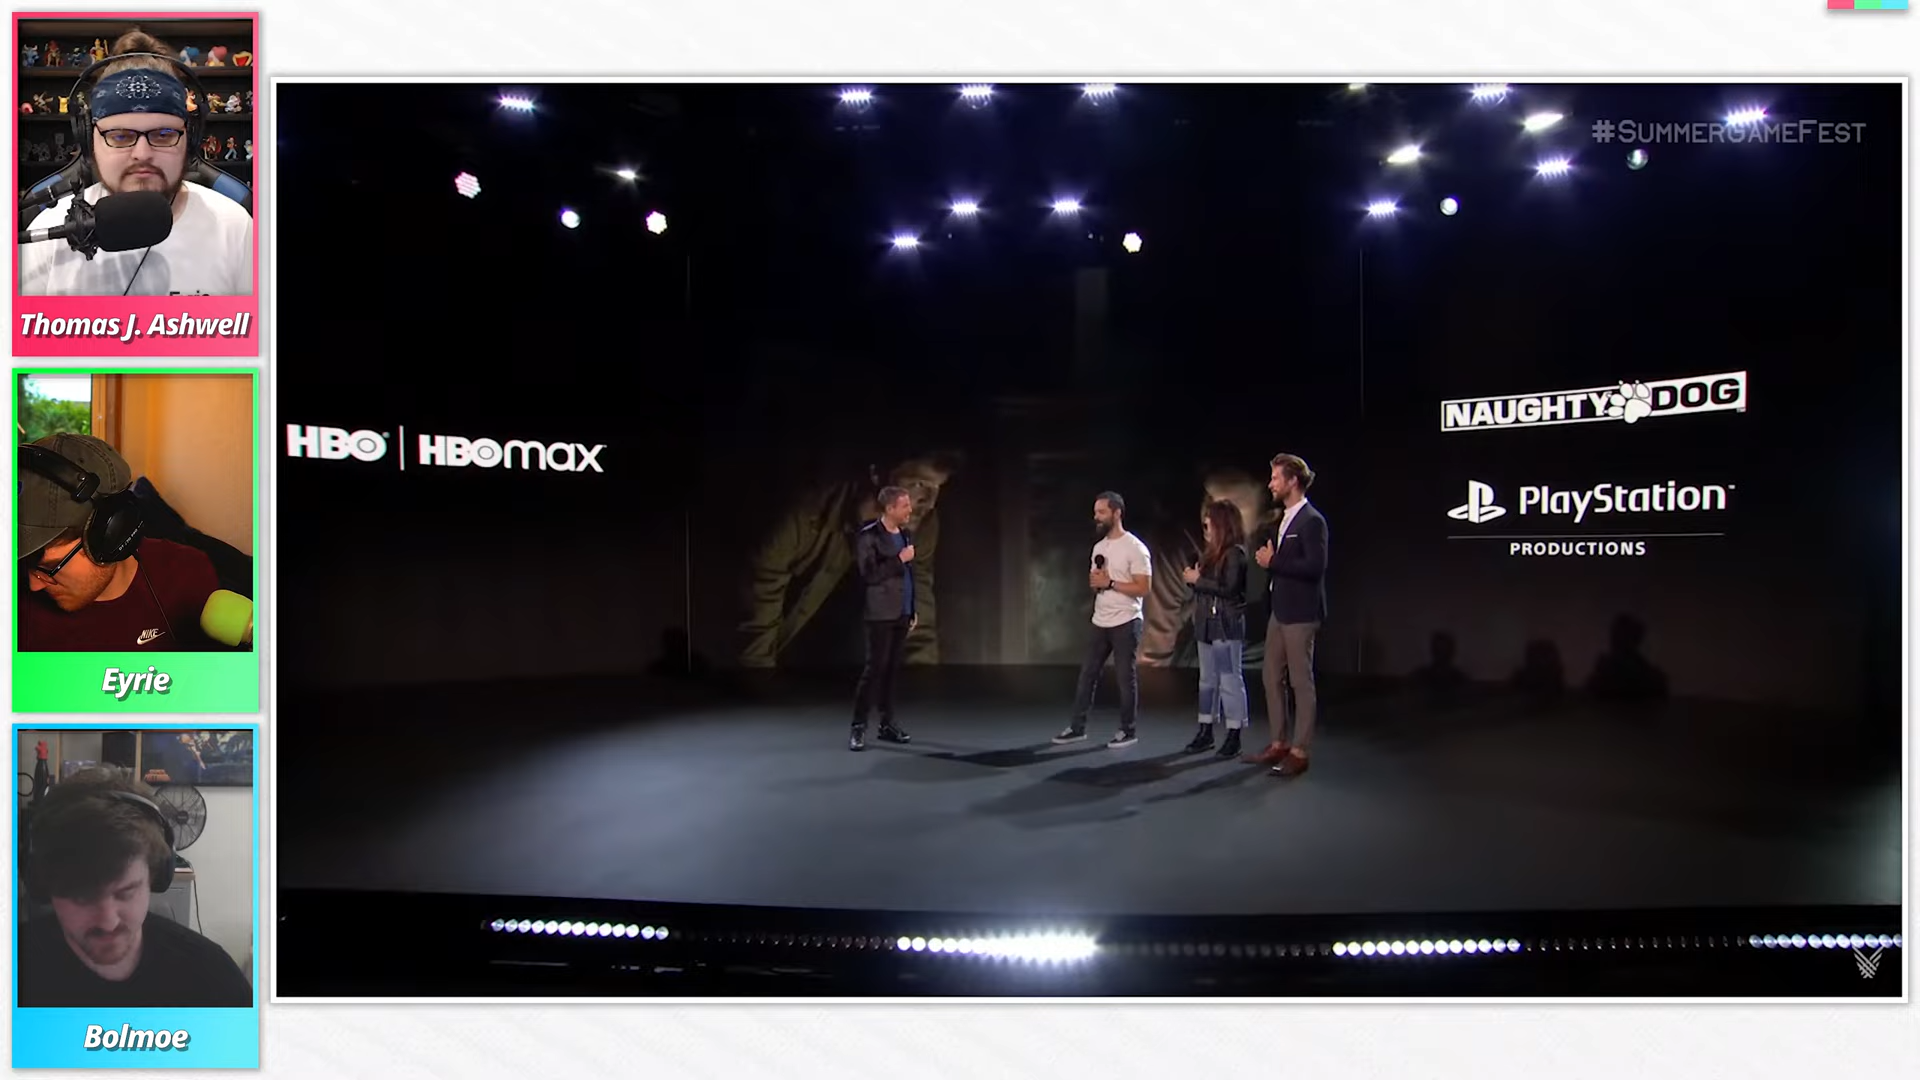 Thomas J. Ashwell
Eyrie
Bolmoe
#SUMMERGAMEFEST
HBO | HBOmax
NAUGHTY DOG
PlayStation
PRODUCTIONS
NIKE